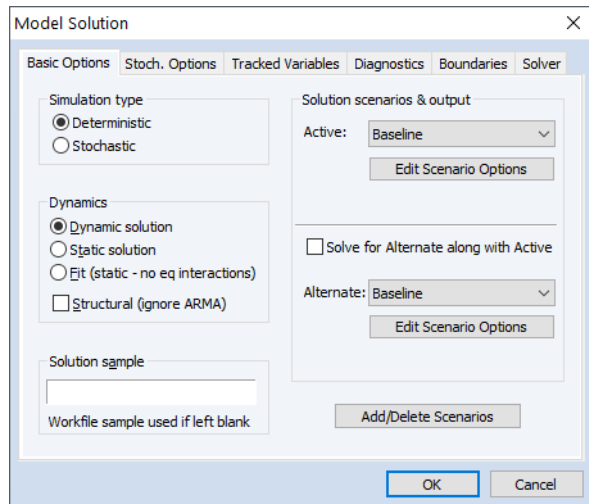 Model Solution
Basic Options Stoch. Options Tracked Variables Diagnostics Boundaries Solver
Simulation type
Deterministic
Stochastic
Dynamics
Dynamic solution
Static solution
Fit (static - no eq interactions)
Structural (ignore ARMA)
Solution sample
Workfile sample used if left blank
Solution scenarios & output
Active: Baseline
Edit Scenario Options
Solve for Alternate along with Active
Alternate: Baseline
Edit Scenario Options
Add/Delete Scenarios
OK Cancel